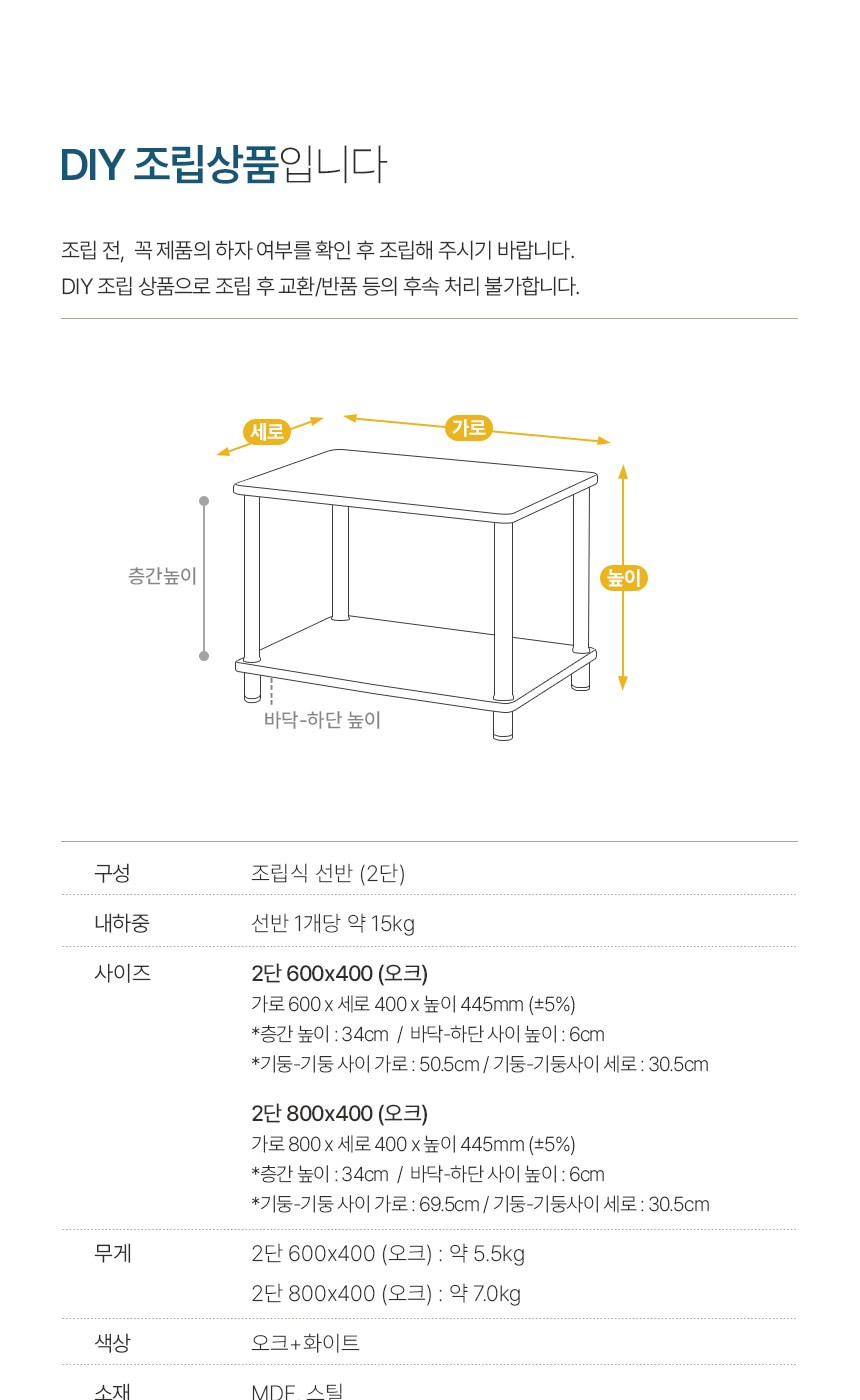 DIY 조립상품입니다
조립 전, 꼭 제품의 하자 여부를 확인 후 조립해 주시기 바랍니다.
DIY 조립 상품으로 조립 후 교환/반품 등의 후속 처리 불가합니다.
세로
가로
층간높이
높이
바닥-하단 높이
구성 조립식 선반 (2단)
내하중 선반 1개당 약 15kg
사이즈 2단 600x400 (오크)
가로 600 x 세로 400 x 높이 445mm (±5%)
*층간 높이 : 34cm / 바닥-하단 사이 높이 : 6cm
*기둥-기둥 사이 가로 : 50.5cm / 기둥-기둥사이 세로 : 30.5cm
2단 800x400 (오크)
가로 800 x 세로 400 x 높이 445mm (±5%)
*층간 높이 : 34cm / 바닥-하단 사이 높이 : 6cm
*기둥-기둥 사이 가로 : 69.5cm / 기둥-기둥사이 세로 : 30.5cm
무게 2단 600x400 (오크) : 약 5.5kg
2단 800x400 (오크) : 약 7.0kg
색상 오크+화이트
소재 MDF, 스틸